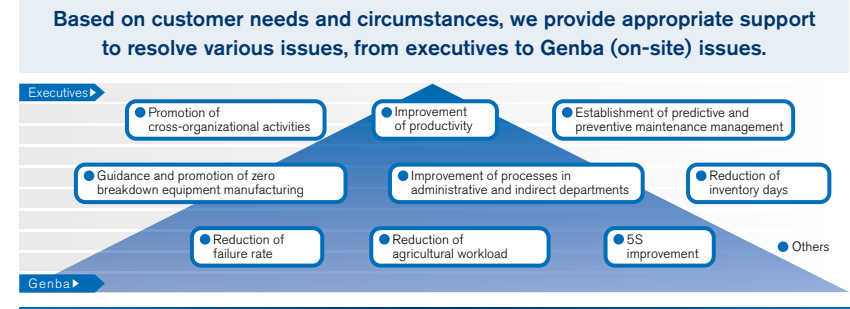 Based on customer needs and circumstances, we provide appropriate support
to resolve various issues, from executives to Genba (on-site) issues.
Executives
Promotion of
cross-organizational activities
Improvement
of productivity
Establishment of predictive and
preventive maintenance management
Guidance and promotion of zero
breakdown equipment manufacturing
Improvement of processes in
administrative and indirect departments
Reduction of
inventory days
Reduction of
failure rate
Reduction of
agricultural workload
5S
improvement
Others
Genba